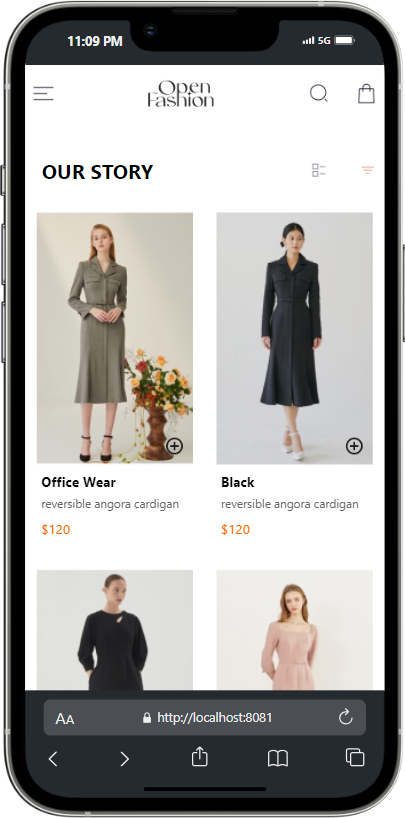 11:09 PM 5G
Open
Fashion
OUR STORY
Office Wear
reversible angora cardigan
$120
Black
reversible angora cardigan
$120
AA http://localhost:8081